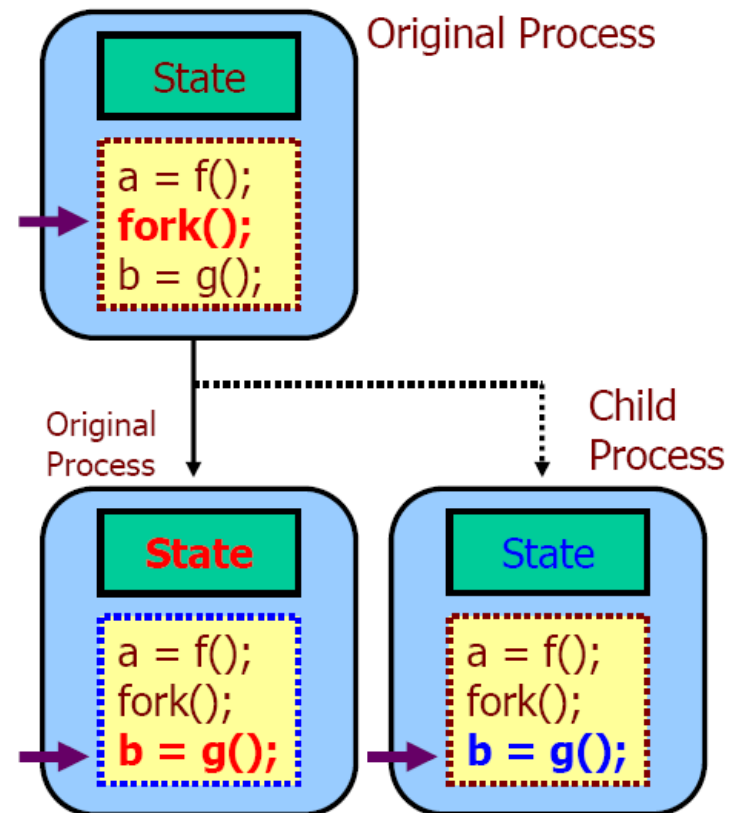 Original Process
State
a = f();
fork();
b = g();
Original
Process
Child
Process
State
a = f();
fork();
b = g();
State
a = f();
fork();
b = g();